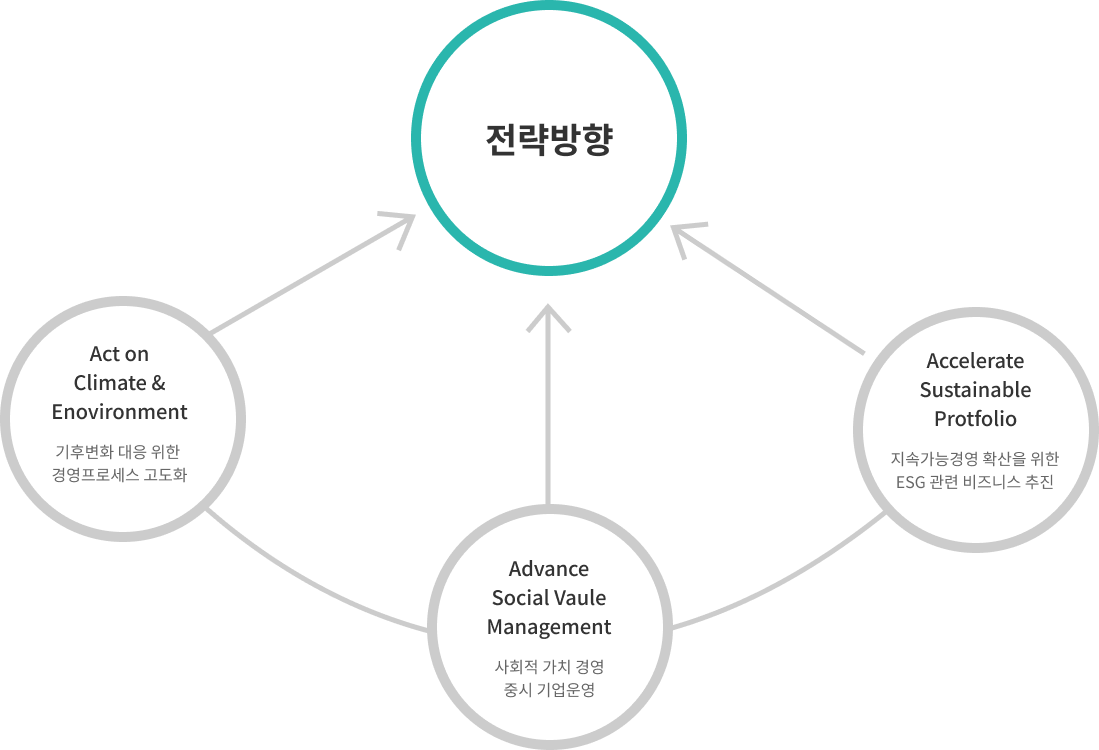 전략방향
Act on
Climate &
Enovironment
기후변화 대응 위한
경영프로세스 고도화
Accelerate
Sustainable
Protfolio
지속가능경영 확산을 위한
ESG 관련 비즈니스 추진
Advance
Social Vaule
Management
사회적 가치 경영
중시 기업운영